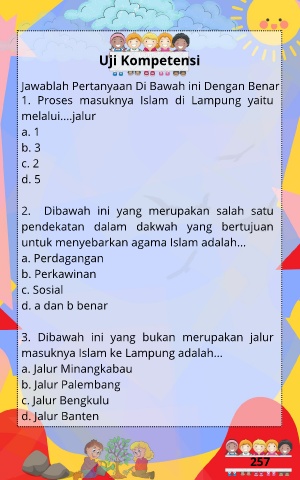 Uji Kompetensi
Jawablah Pertanyaan Di Bawah ini Dengan Benar
1. Proses masuknya Islam di Lampung yaitu
melalui....jalur
a. 1
b. 3
c. 2
d. 5
2. Dibawah ini yang merupakan salah satu
pendekatan dalam dakwah yang bertujuan
untuk menyebarkan agama Islam adalah...
a. Perdagangan
b. Perkawinan
c. Sosial
d. a dan b benar
3. Dibawah ini yang bukan merupakan jalur
masuknya Islam ke Lampung adalah...
a. Jalur Minangkabau
b. Jalur Palembang
c. Jalur Bengkulu
d. Jalur Banten
257